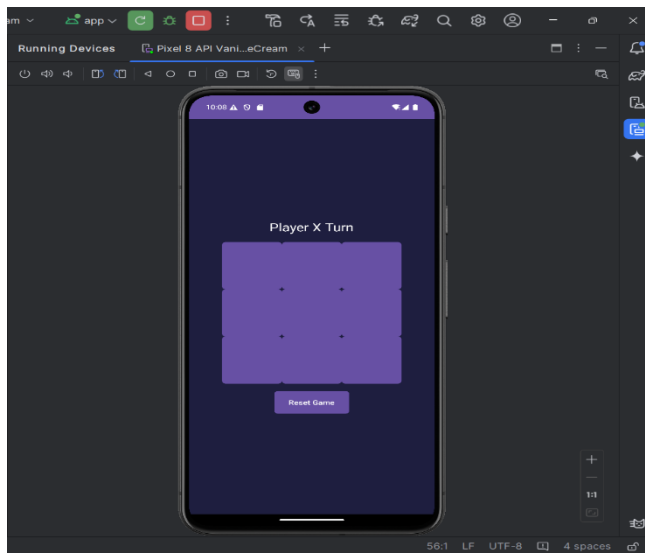 am app
Running Devices Pixel 8 API Vani...eCream
10:08
Player X Turn
Reset Game
1:1
56:1 LF UTF-8 4 spaces